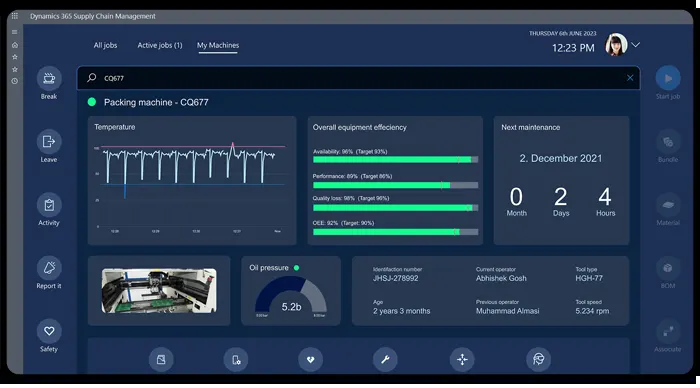 Dynamics 365 Supply Chain Management
All jobs
Active jobs (1)
My Machines
THURSDAY 6th JUNE 2023
12:23 PM
CQ677
Break
Leave
Activity
Report it
Safety
Packing machine - CQ677
Temperature
100
Now
Overall equipment effeciency
Availability: 96% (Target 93%)
Performance: 89% (Target 86%)
Quality loss: 98% (Target 96%)
OEE: 92% (Target: 90%)
Next maintenance
2. December 2021
0
2
4
Month
Days
Hours
Oil pressure
5.2b
Identifaction number
JHSJ-278992
Current operator
Abhishek Gosh
Tool type
HGH-77
Age
2 years 3 months
Previous operator
Muhammad Almasi
Tool speed
5.234 rpm
Start job
Bundle
Material
BOM
Associate